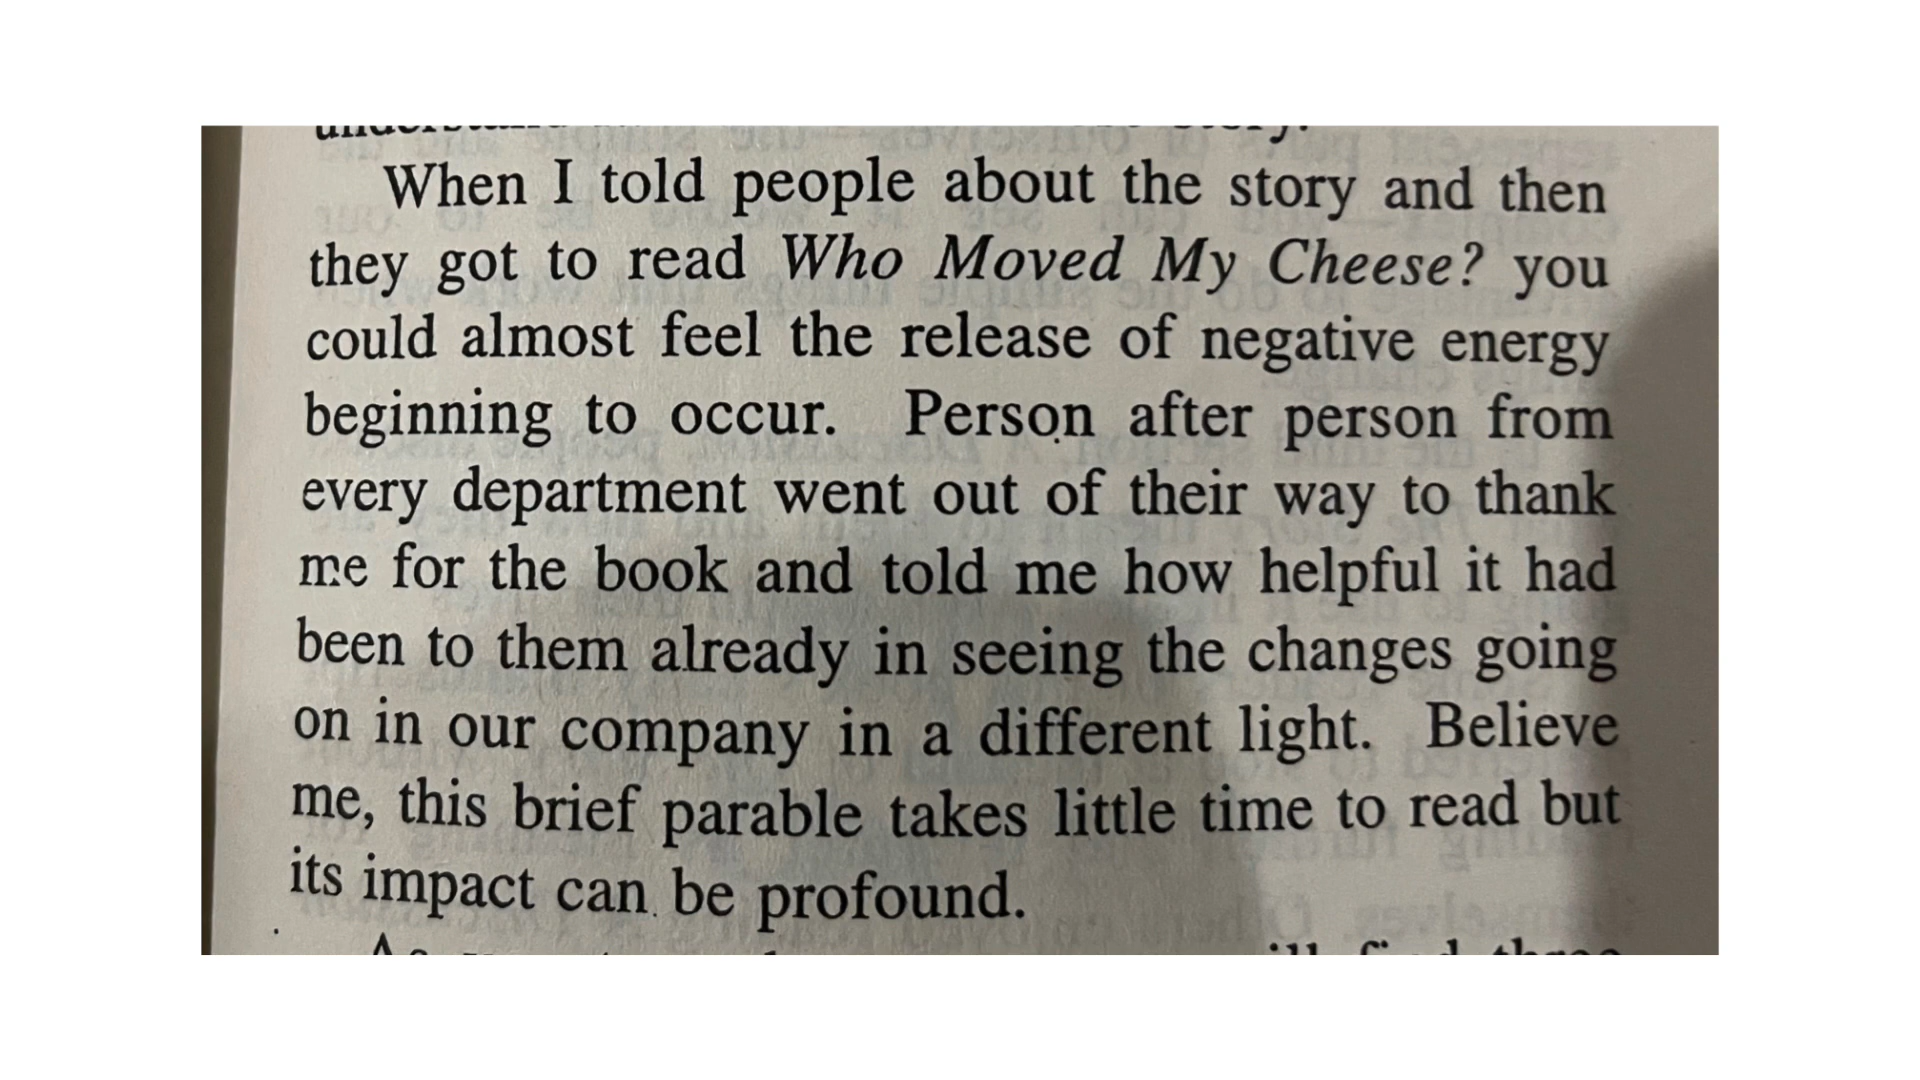 When I told people about the story and then
they got to read Who Moved My Cheese? you
could almost feel the release of negative energy
beginning to occur. Person after person from
every department went out of their way to thank
me for the book and told me how helpful it had
been to them already in seeing the changes going
on in our company in a different light. Believe
me, this brief parable takes little time to read but
its impact can be profound.